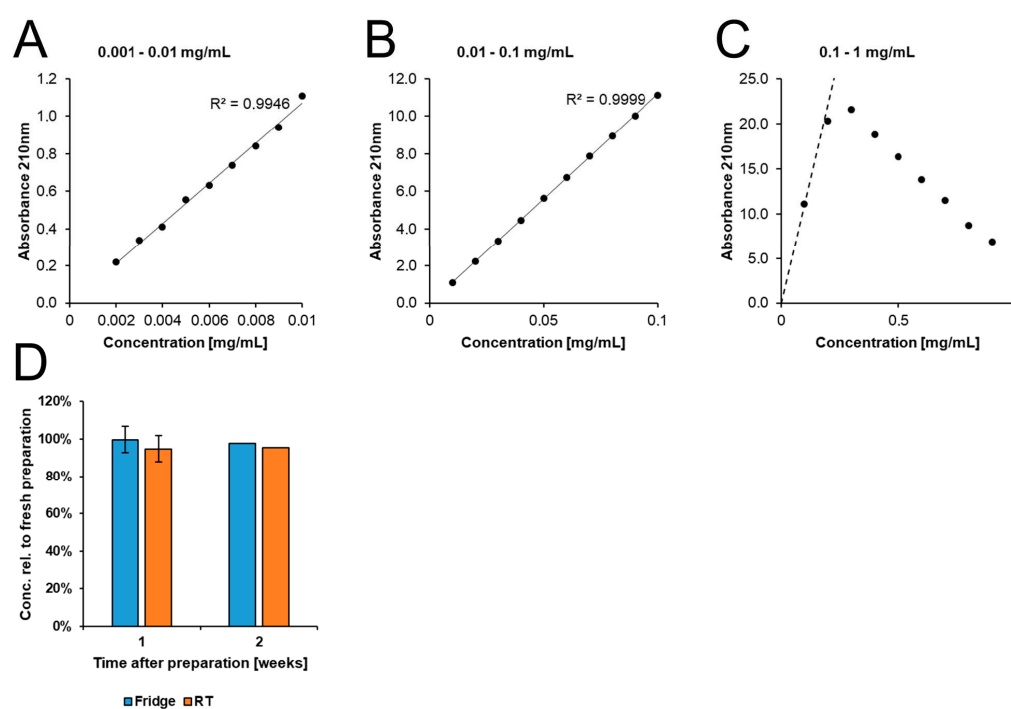 A
0.001 - 0.01 mg/mL
1.2
1.0
0.8
0.6
0.4
0.2
0.0
R² = 0.9946
Absorbance 210nm
0 0.002 0.004 0.006 0.008 0.01
Concentration [mg/mL]
B
0.01 - 0.1 mg/mL
12.0
10.0
8.0
6.0
4.0
2.0
0.0
R² = 0.9999
Absorbance 210nm
0 0.05 0.1
Concentration [mg/mL]
C
0.1 - 1 mg/mL
25.0
20.0
15.0
10.0
5.0
0.0
Absorbance 210nm
0 0.5
Concentration [mg/mL]
D
120%
100%
80%
60%
40%
20%
0%
Conc. rel. to fresh preparation
1 2
Time after preparation [weeks]
Fridge RT